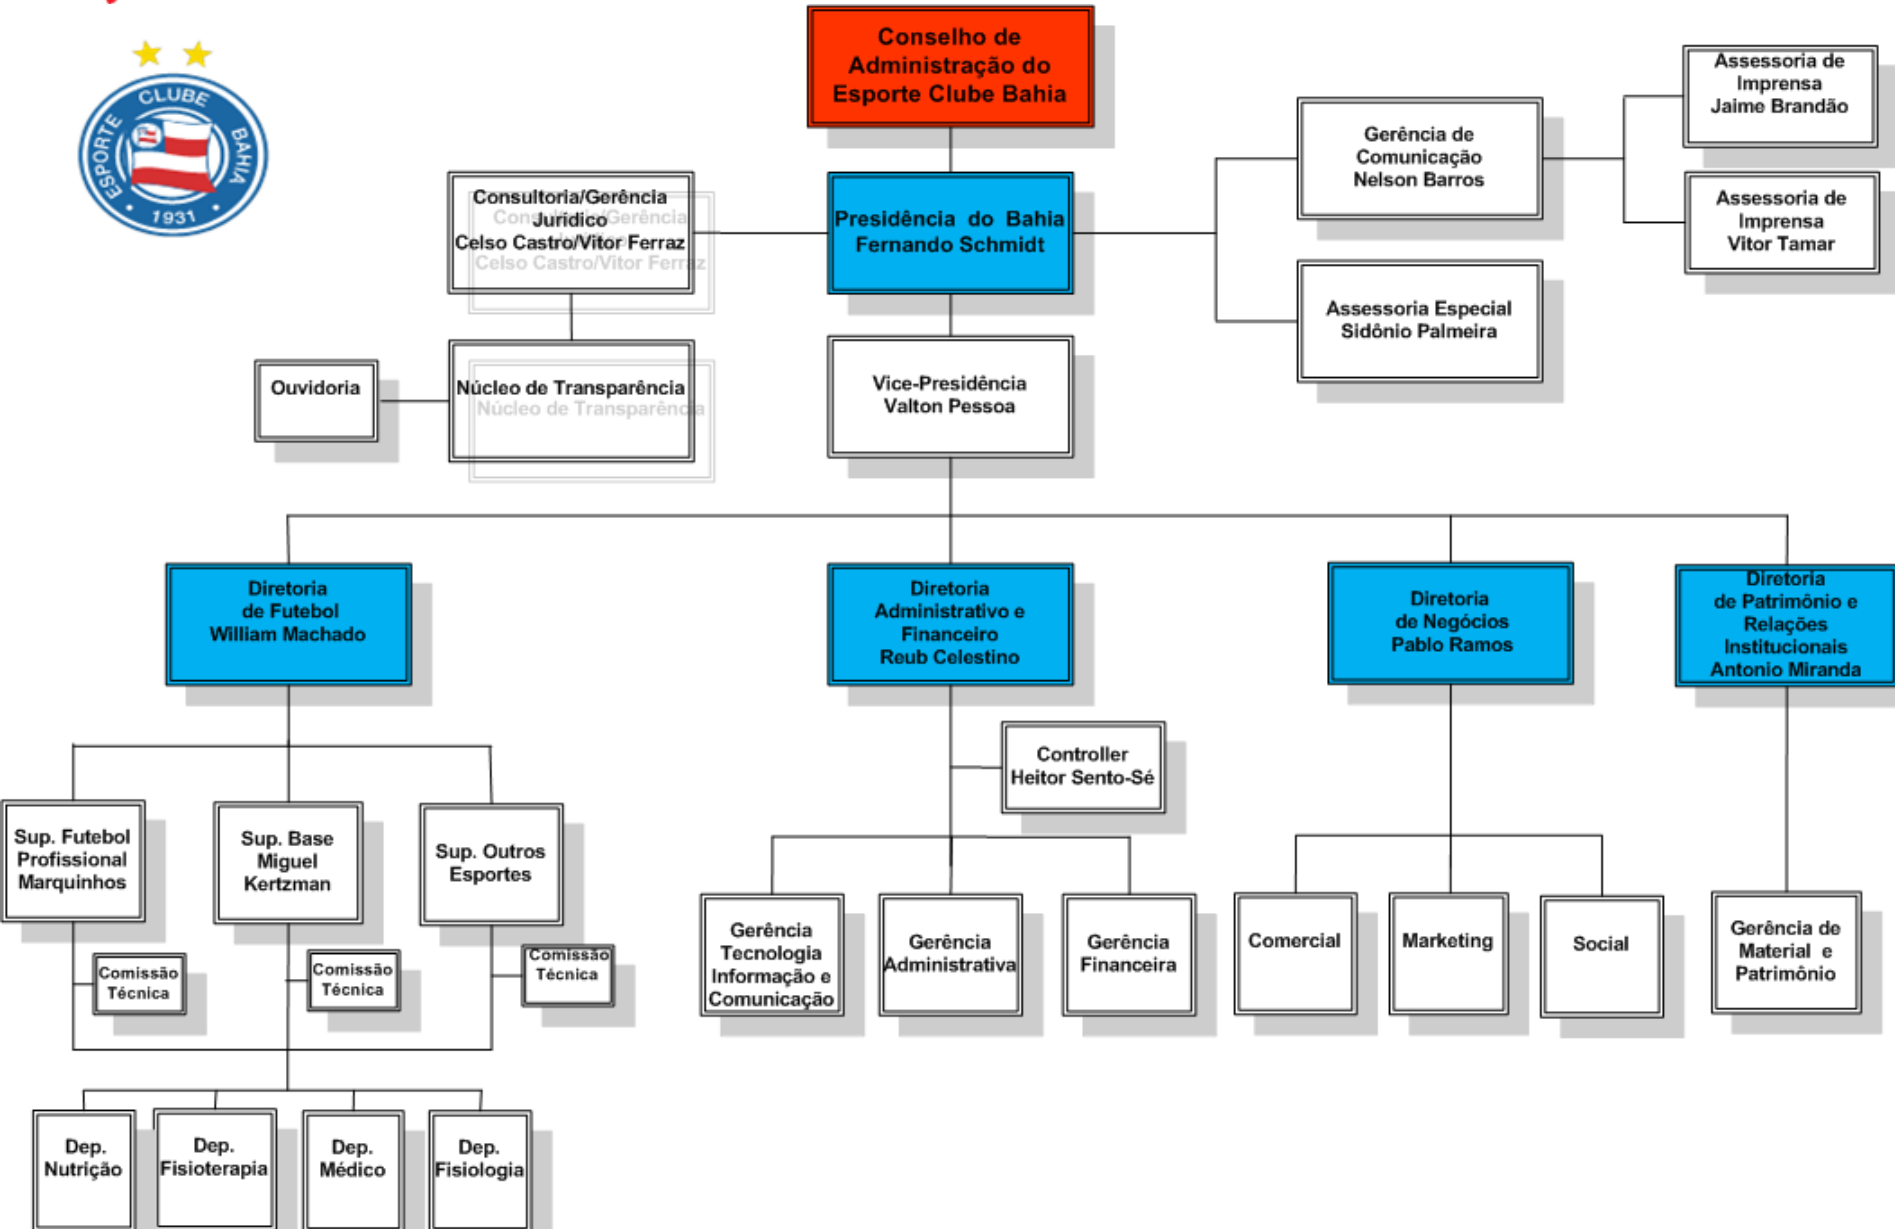 Conselho de
Administração do
Esporte Clube Bahia
ESPORTE CLUBE BAHIA
1931
Assessoria de
Imprensa
Jaime Brandão
Gerência de
Comunicação
Nelson Barros
Consultoria/Gerência
Juridico
Celso Castro/Vitor Ferraz
Presidência do Bahia
Fernando Schmidt
Assessoria de
Imprensa
Vitor Tamar
Assessoria Especial
Sidônio Palmeira
Ouvidoria
Núcleo de Transparência
Vice-Presidência
Valton Pessoa
Diretoria
de Futebol
William Machado
Diretoria
Administrativo e
Financeiro
Reub Celestino
Diretoria
de Negócios
Pablo Ramos
Diretoria
de Patrimônio e
Relações
Institucionais
Antonio Miranda
Controller
Heitor Sento-Sé
Sup. Futebol
Profissional
Marquinhos
Sup. Base
Miguel
Kertzman
Sup. Outros
Esportes
Comissão
Técnica
Comissão
Técnica
Comissão
Técnica
Gerência
Tecnologia
Informação e
Comunicação
Gerência
Administrativa
Gerência
Financeira
Comercial
Marketing
Social
Gerência de
Material e
Patrimônio
Dep.
Nutrição
Dep.
Fisioterapia
Dep.
Médico
Dep.
Fisiologia